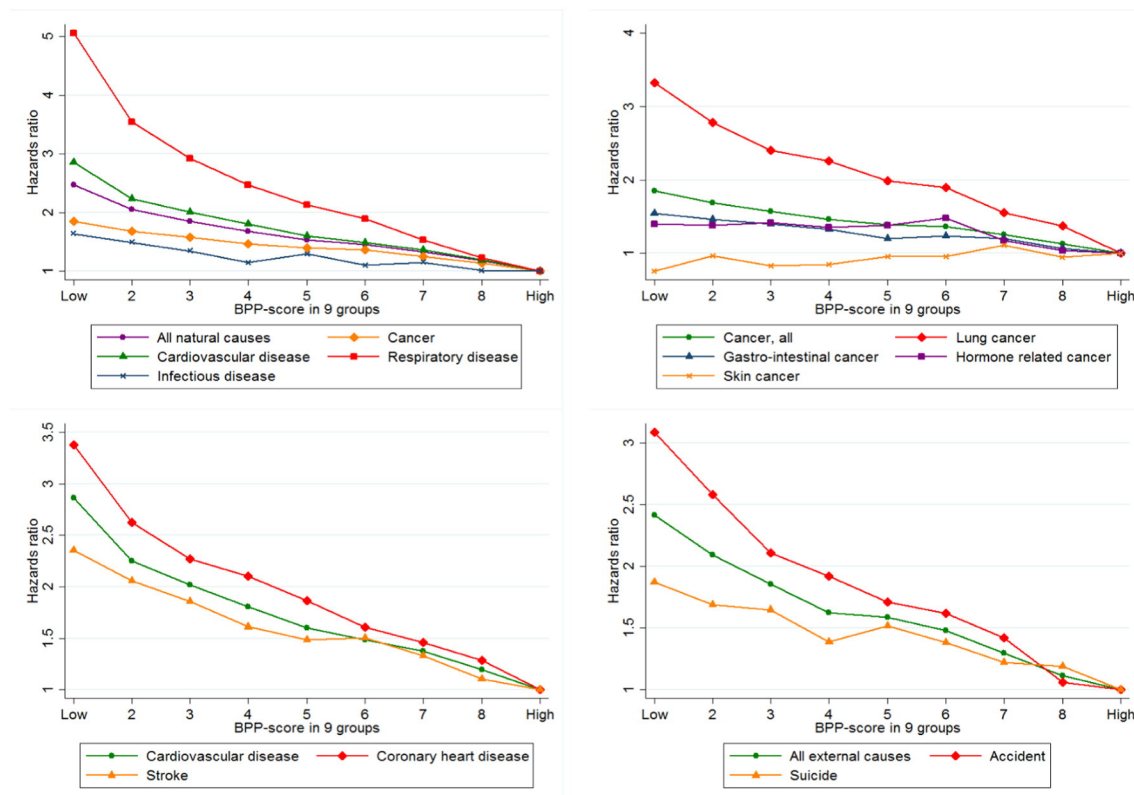 Hazards ratio
5
4
3
2
1
Low 2 3 4 5 6 7 8 High
BPP-score in 9 groups
All natural causes Cancer
Cardiovascular disease Respiratory disease
Infectious disease
Hazards ratio
4
3
2
1
Low 2 3 4 5 6 7 8 High
BPP-score in 9 groups
Cancer, all Lung cancer
Gastro-intestinal cancer Hormone related cancer
Skin cancer
Hazards ratio
3.5
3
2.5
2
1.5
1
Low 2 3 4 5 6 7 8 High
BPP-score in 9 groups
Cardiovascular disease Coronary heart disease
Stroke
Hazards ratio
3
2.5
2
1.5
1
Low 2 3 4 5 6 7 8 High
BPP-score in 9 groups
All external causes Accident
Suicide